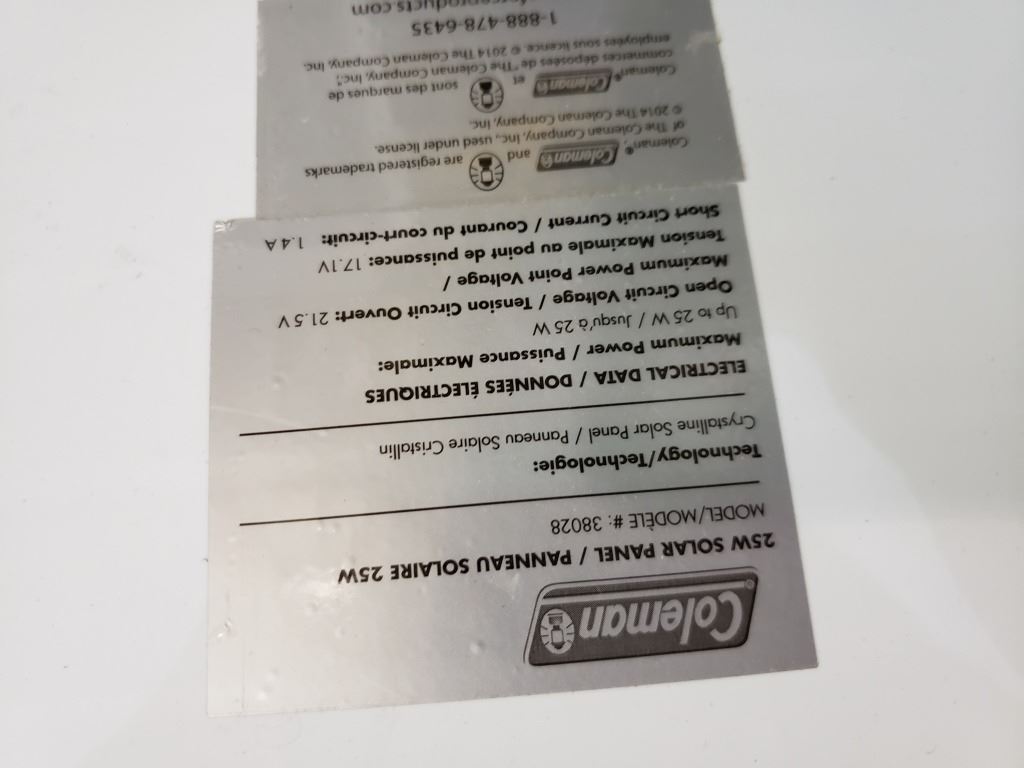 Coleman
25W SOLAR PANEL / PANNEAU SOLAIRE 25W
MODEL/MODÈLE #: 38028
Technology/Technologie:
Crystalline Solar Panel / Panneau Solaire Cristallin
ELECTRICAL DATA / DONNÉES ÉLECTRIQUES
Maximum Power / Puissance Maximale:
Up to 25 W / Jusqu'à 25 W
Open Circuit Voltage / Tension Circuit Ouvert: 21.5 V
Maximum Power Point Voltage /
Tension Maximale au point de puissance: 17.1V
Short Circuit Current / Courant du court-circuit: 1.4 A
Coleman®, Coleman® and are registered trademarks
of The Coleman Company, Inc., used under license.
© 2014 The Coleman Company, Inc.
Coleman® Coleman® et sont des marques de
commerces déposées de "The Coleman Company, Inc",
employées sous licence. © 2014 The Coleman Company, Inc.
1-888-478-6435